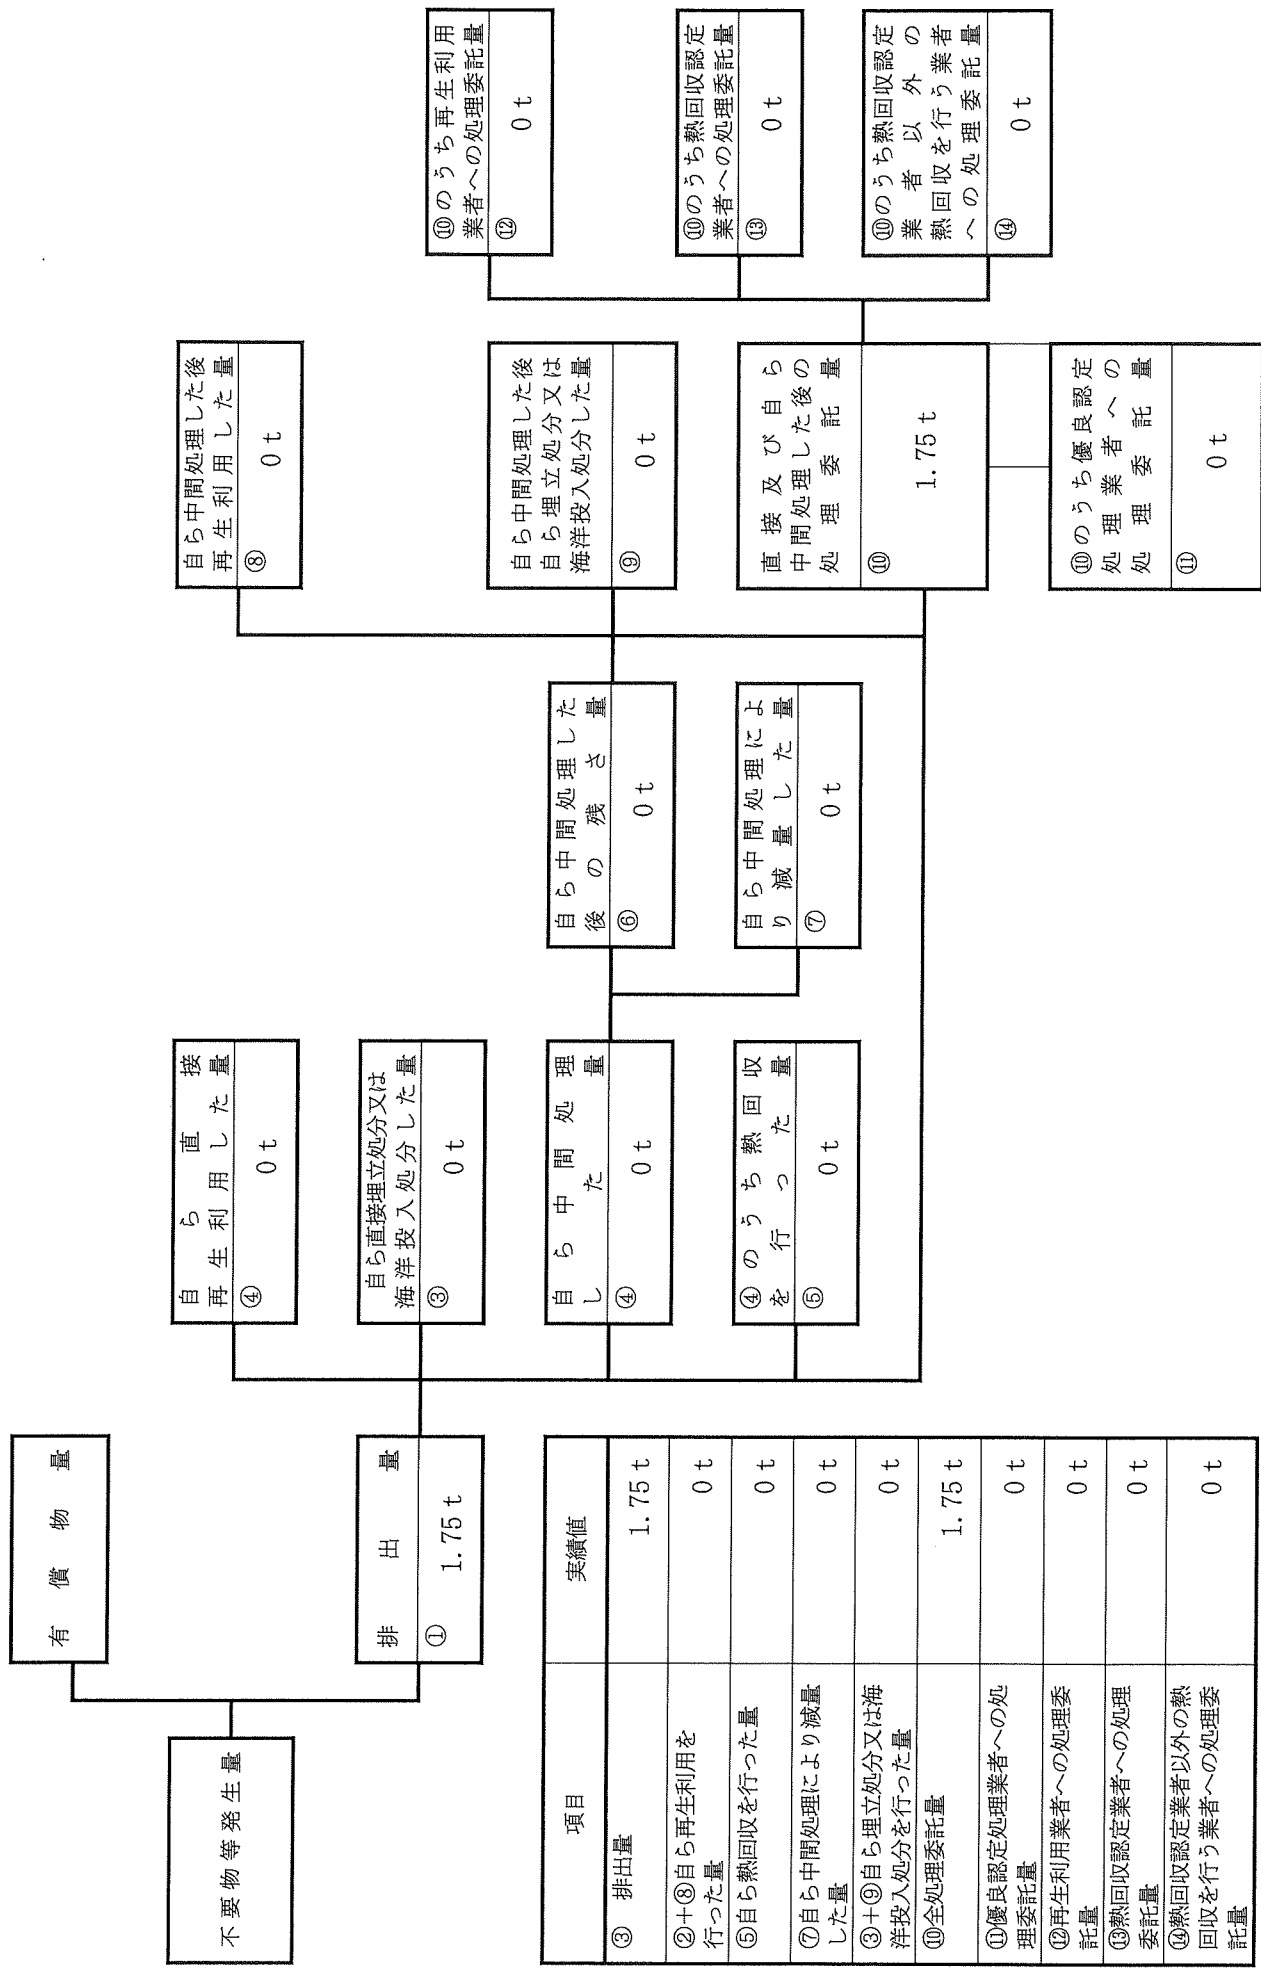 不要物等発生量
有償物量
排出量
① 1.75 t
自ら直接
再生利用した量
④ 0 t
自ら直接埋立処分又は
海洋投入処分した量
③ 0 t
自ら中間処理
した量
④ 0 t
④のうち熱回収
を行った量
⑤ 0 t
自ら中間処理した
後の残さ量
⑥ 0 t
自ら中間処理によ
り減量した量
⑦ 0 t
自ら中間処理した後
再生利用した量
⑧ 0 t
自ら中間処理した後
自ら埋立処分又は
海洋投入処分した量
⑨ 0 t
直接及び自ら
中間処理した後の
処理委託量
⑩ 1.75 t
⑩のうち優良認定
処理業者への
処理委託量
⑪ 0 t
⑩のうち再生利用
業者への処理委託量
⑫ 0 t
⑩のうち熱回収認定
業者への処理委託量
⑬ 0 t
⑩のうち熱回収認定
業者以外の
熱回収を行う業者
への処理委託量
⑭ 0 t
項目 実績値
③ 排出量 1.75 t
②+⑧自ら再生利用を
行った量 0 t
⑤自ら熱回収を行った量 0 t
⑦自ら中間処理により減量
した量 0 t
③+⑨自ら埋立処分又は海
洋投入処分を行った量 0 t
⑩全処理委託量 1.75 t
⑪優良認定処理業者への処
理委託量 0 t
⑫再生利用業者への処理委
託量 0 t
⑬熱回収認定業者への処理
委託量 0 t
⑭熱回収認定業者以外の熱
回収を行う業者への処理委
託量 0 t